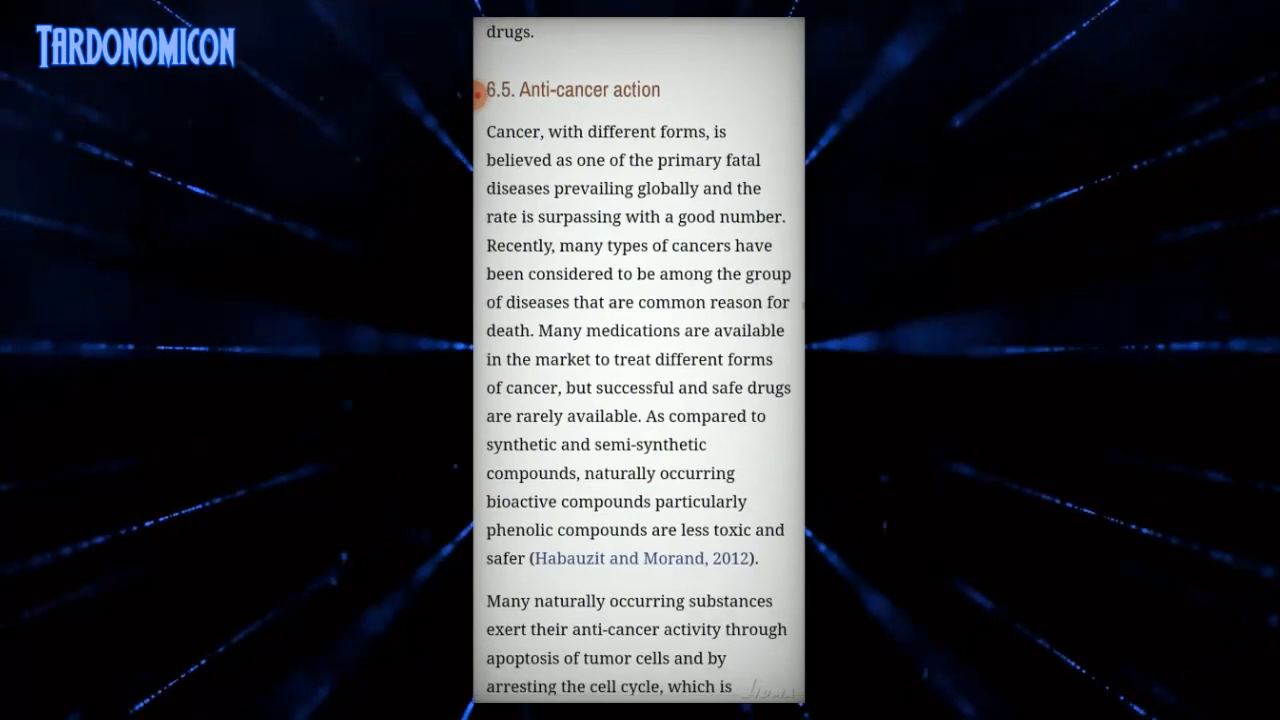 TARDONOMICON
drugs.
6.5. Anti-cancer action
Cancer, with different forms, is
believed as one of the primary fatal
diseases prevailing globally and the
rate is surpassing with a good number.
Recently, many types of cancers have
been considered to be among the group
of diseases that are common reason for
death. Many medications are available
in the market to treat different forms
of cancer, but successful and safe drugs
are rarely available. As compared to
synthetic and semi-synthetic
compounds, naturally occurring
bioactive compounds particularly
phenolic compounds are less toxic and
safer (Habauzit and Morand, 2012).
Many naturally occurring substances
exert their anti-cancer activity through
apoptosis of tumor cells and by
arresting the cell cycle, which is